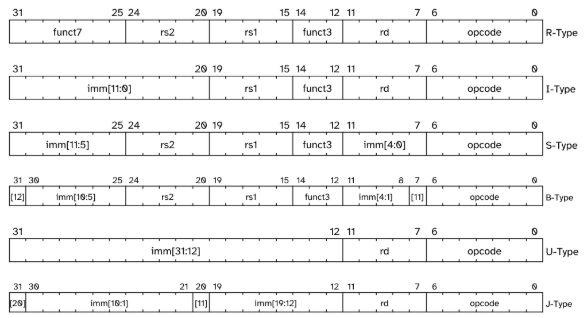 31 25 24 20 19 15 14 12 11 7 6 0
funct7 rs2 rs1 funct3 rd opcode R-Type
31 20 19 15 14 12 11 7 6 0
imm[11:0] rs1 funct3 rd opcode I-Type
31 25 24 20 19 15 14 12 11 7 6 0
imm[11:5] rs2 rs1 funct3 imm[4:0] opcode S-Type
31 30 25 24 20 19 15 14 12 11 8 7 6 0
[12] imm[10:5] rs2 rs1 funct3 imm[4:1] [11] opcode B-Type
31 12 11 7 6 0
imm[31:12] rd opcode U-Type
31 30 21 20 19 12 11 7 6 0
[20] imm[10:1] [11] imm[19:12] rd opcode J-Type